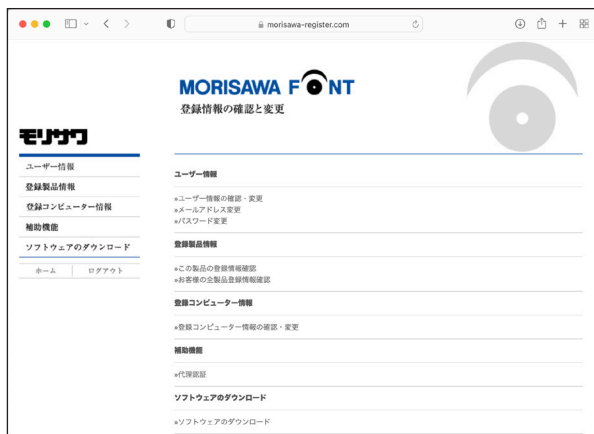 morisawa-register.com
MORISAWA FONT
登録情報の確認と変更
モリサワ
ユーザー情報
登録製品情報
登録コンピューター情報
補助機能
ソフトウェアのダウンロード
ホーム
ログアウト
ユーザー情報
»ユーザー情報の確認・変更
»メールアドレス変更
»パスワード変更
登録製品情報
»この製品の登録情報確認
»お客様の全製品登録情報確認
登録コンピューター情報
»登録コンピューター情報の確認・変更
補助機能
»代理認証
ソフトウェアのダウンロード
»ソフトウェアのダウンロード